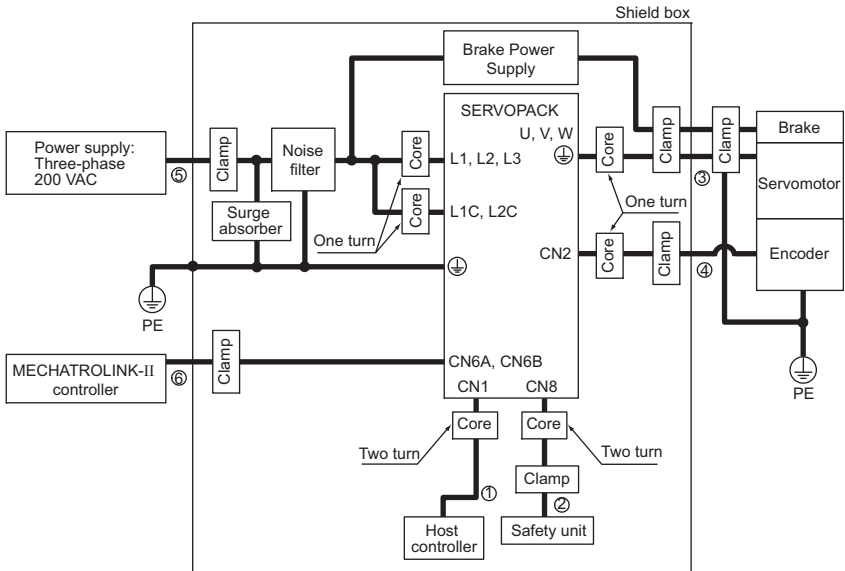 Shield box
Brake Power
Supply
SERVOPACK
U, V, W
Power supply:
Three-phase
200 VAC
⑤
Clamp
Noise
filter
Core
L1, L2, L3
Core
Clamp
Clamp
Brake
③
Servomotor
Surge
absorber
One turn
Core
L1C, L2C
One turn
CN2
Core
Clamp
④
Encoder
PE
MECHATROLINK-II
controller
⑥
Clamp
CN6A, CN6B
PE
CN1
CN8
Two turn
Core
Core
Two turn
Clamp
①
②
Host
controller
Safety unit